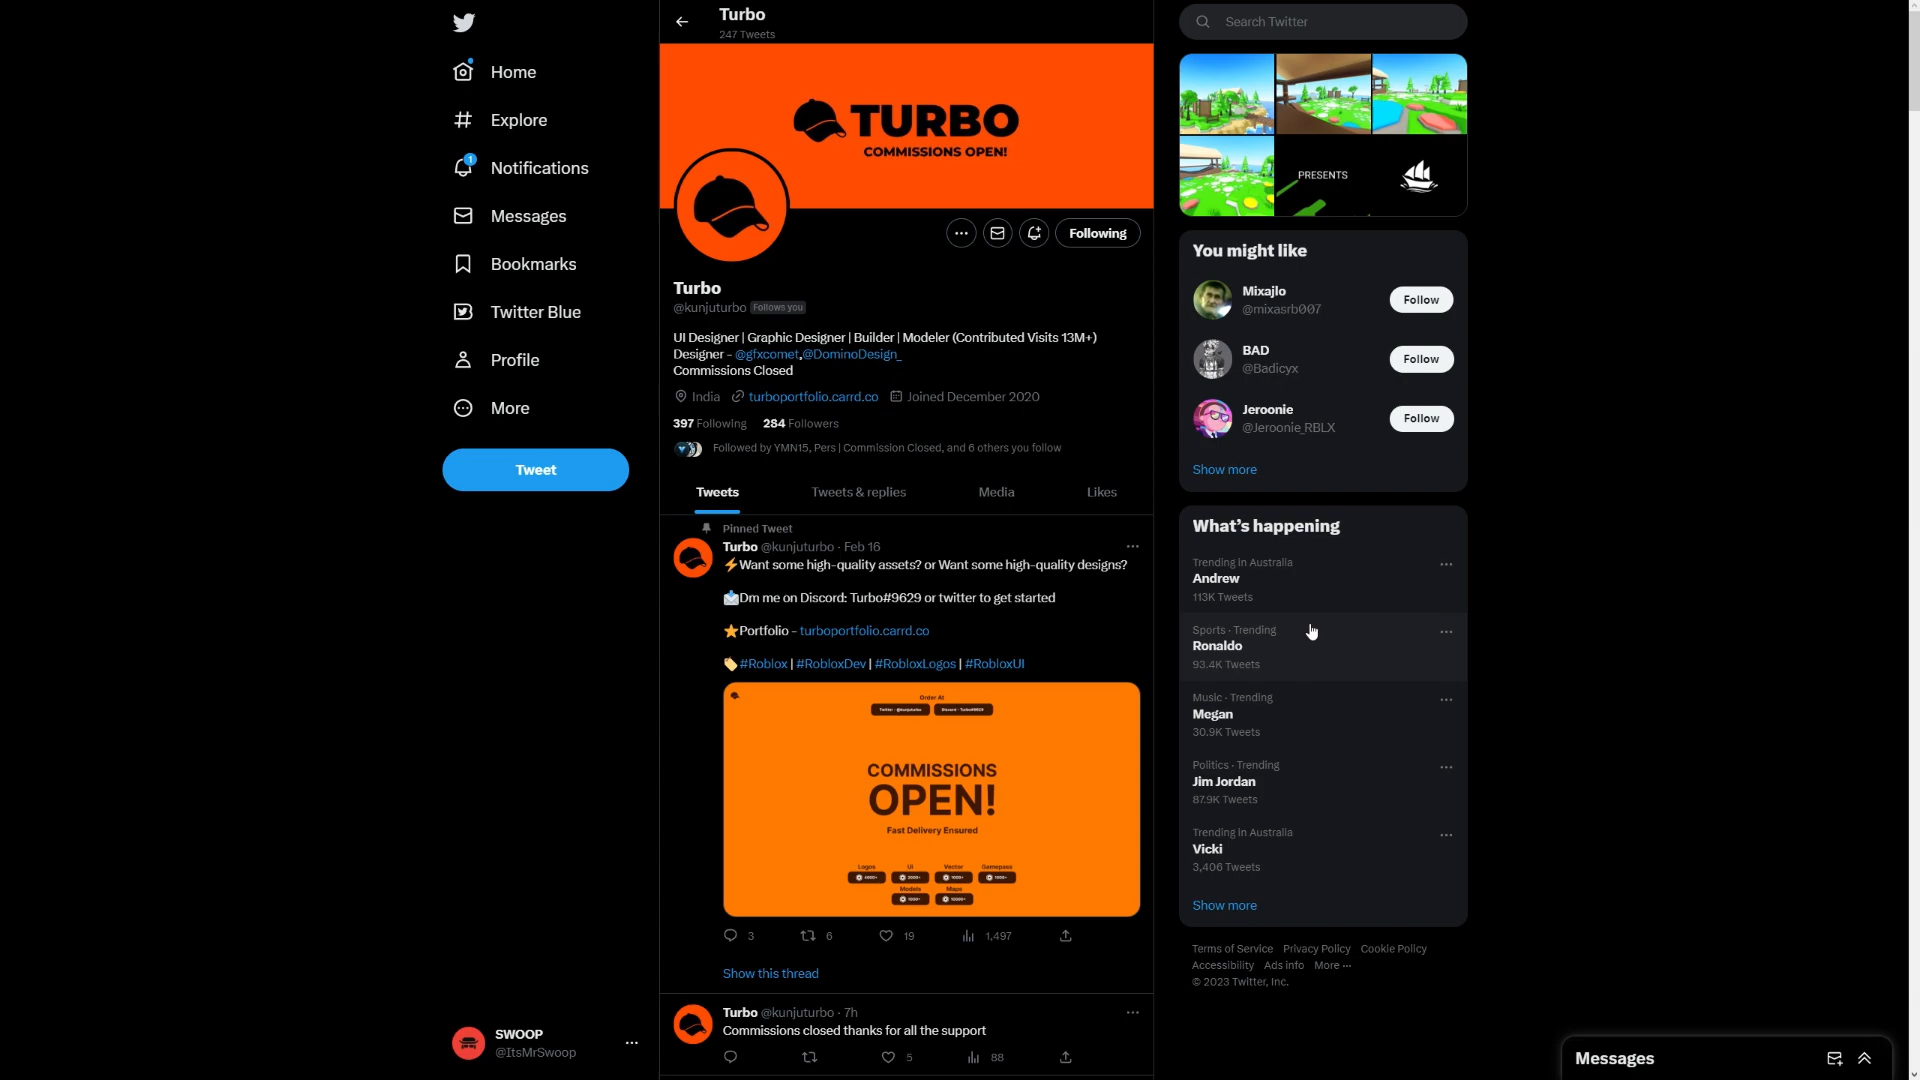 Home
Explore
1
Notifications
Messages
Bookmarks
Twitter Blue
Profile
More
Tweet
SWOOP
@ItsMrSwoop
Turbo
247 Tweets
TURBO
COMMISSIONS OPEN!
Following
Turbo
@kunjuturbo Follows you
UI Designer | Graphic Designer | Builder | Modeler (Contributed Visits 13M+)
Designer - @gfxcomet,@DominoDesign_
Commissions Closed
India turboportfolio.carrd.co Joined December 2020
397 Following 284 Followers
Followed by YMN15, Pers | Commission Closed, and 6 others you follow
Tweets Tweets & replies Media Likes
Pinned Tweet
Turbo @kunjuturbo · Feb 16
⚡Want some high-quality assets? or Want some high-quality designs?
📩Dm me on Discord: Turbo#9629 or twitter to get started
⭐Portfolio - turboportfolio.carrd.co
🏷️#Roblox | #RobloxDev | #RobloxLogos | #RobloxUI
Order At
Twitter - @kunjuturbo Discord - Turbo#9629
COMMISSIONS
OPEN!
Fast Delivery Ensured
Logos UI Vector Gamepass
Models Maps
3 6 19 1,497
Show this thread
Turbo @kunjuturbo · 7h
Commissions closed thanks for all the support
5 88
Search Twitter
PRESENTS
You might like
Mixajlo
@mixasrb007
Follow
BAD
@Badicyx
Follow
Jeroonie
@Jeroonie_RBLX
Follow
Show more
What's happening
Trending in Australia
Andrew
113K Tweets
Sports · Trending
Ronaldo
93.4K Tweets
Music · Trending
Megan
30.9K Tweets
Politics · Trending
Jim Jordan
87.9K Tweets
Trending in Australia
Vicki
3,406 Tweets
Show more
Terms of Service Privacy Policy Cookie Policy
Accessibility Ads info More ···
© 2023 Twitter, Inc.
Messages